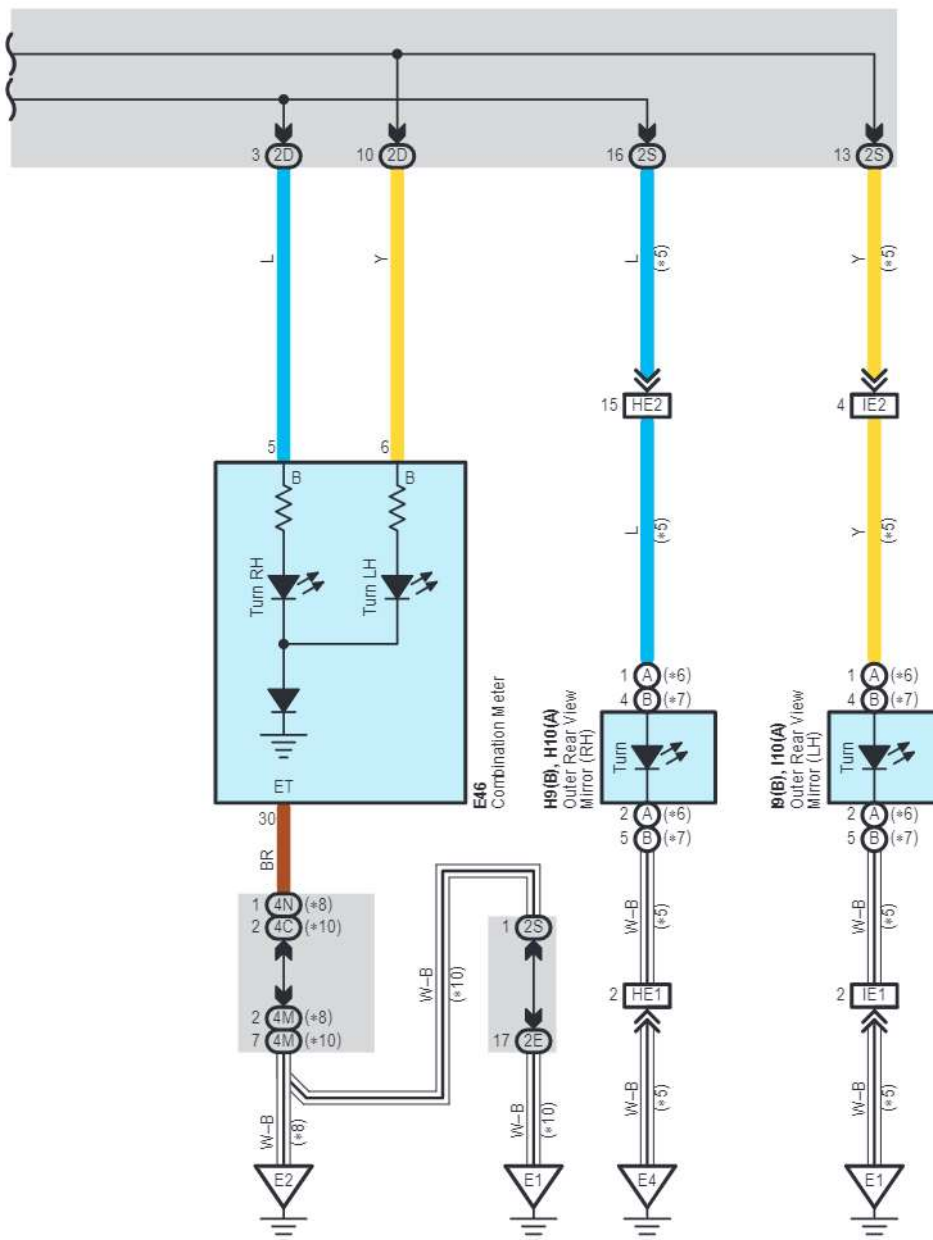 3 2D
10 2D
16 2S
13 2S
L
Y
L (*5)
Y (*5)
15 HE2
4 IE2
5
6
B
B
Turn RH
Turn LH
L (*5)
Y (*5)
ET
E46
Combination Meter
1 A (*6)
4 B (*7)
Turn
H9(B), H10(A)
Outer Rear View
Mirror (RH)
2 A (*6)
5 B (*7)
1 A (*6)
4 B (*7)
Turn
I9(B), I10(A)
Outer Rear View
Mirror (LH)
2 A (*6)
5 B (*7)
30
BR
1 4N (*8)
2 4C (*10)
2 4M (*8)
7 4M (*10)
W–B (*10)
1 2S
17 2E
W–B (*5)
W–B (*5)
2 HE1
2 IE1
W–B (*8)
W–B (*10)
W–B (*5)
W–B (*5)
E2
E1
E4
E1